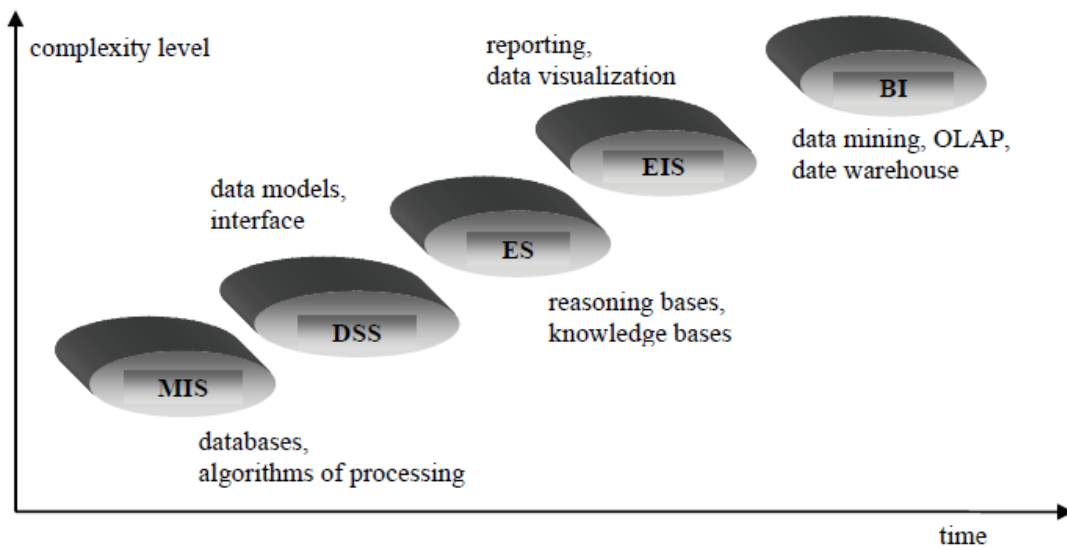 complexity level
reporting,
data visualization
BI
data mining, OLAP,
date warehouse
EIS
data models,
interface
ES
reasoning bases,
knowledge bases
DSS
MIS
databases,
algorithms of processing
time